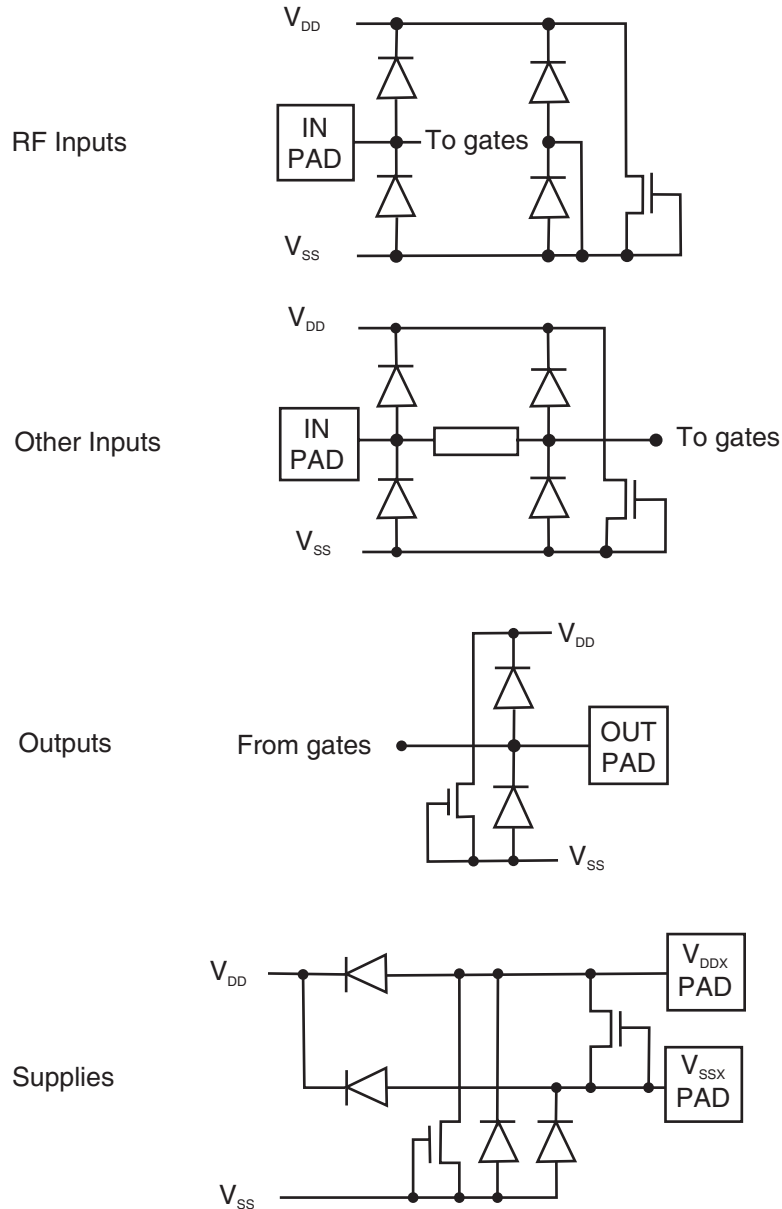 V_DD
RF Inputs
IN PAD
To gates
V_SS
V_DD
Other Inputs
IN PAD
To gates
V_SS
V_DD
Outputs
From gates
OUT PAD
V_SS
V_DD
V_DDX PAD
Supplies
V_SSX PAD
V_SS